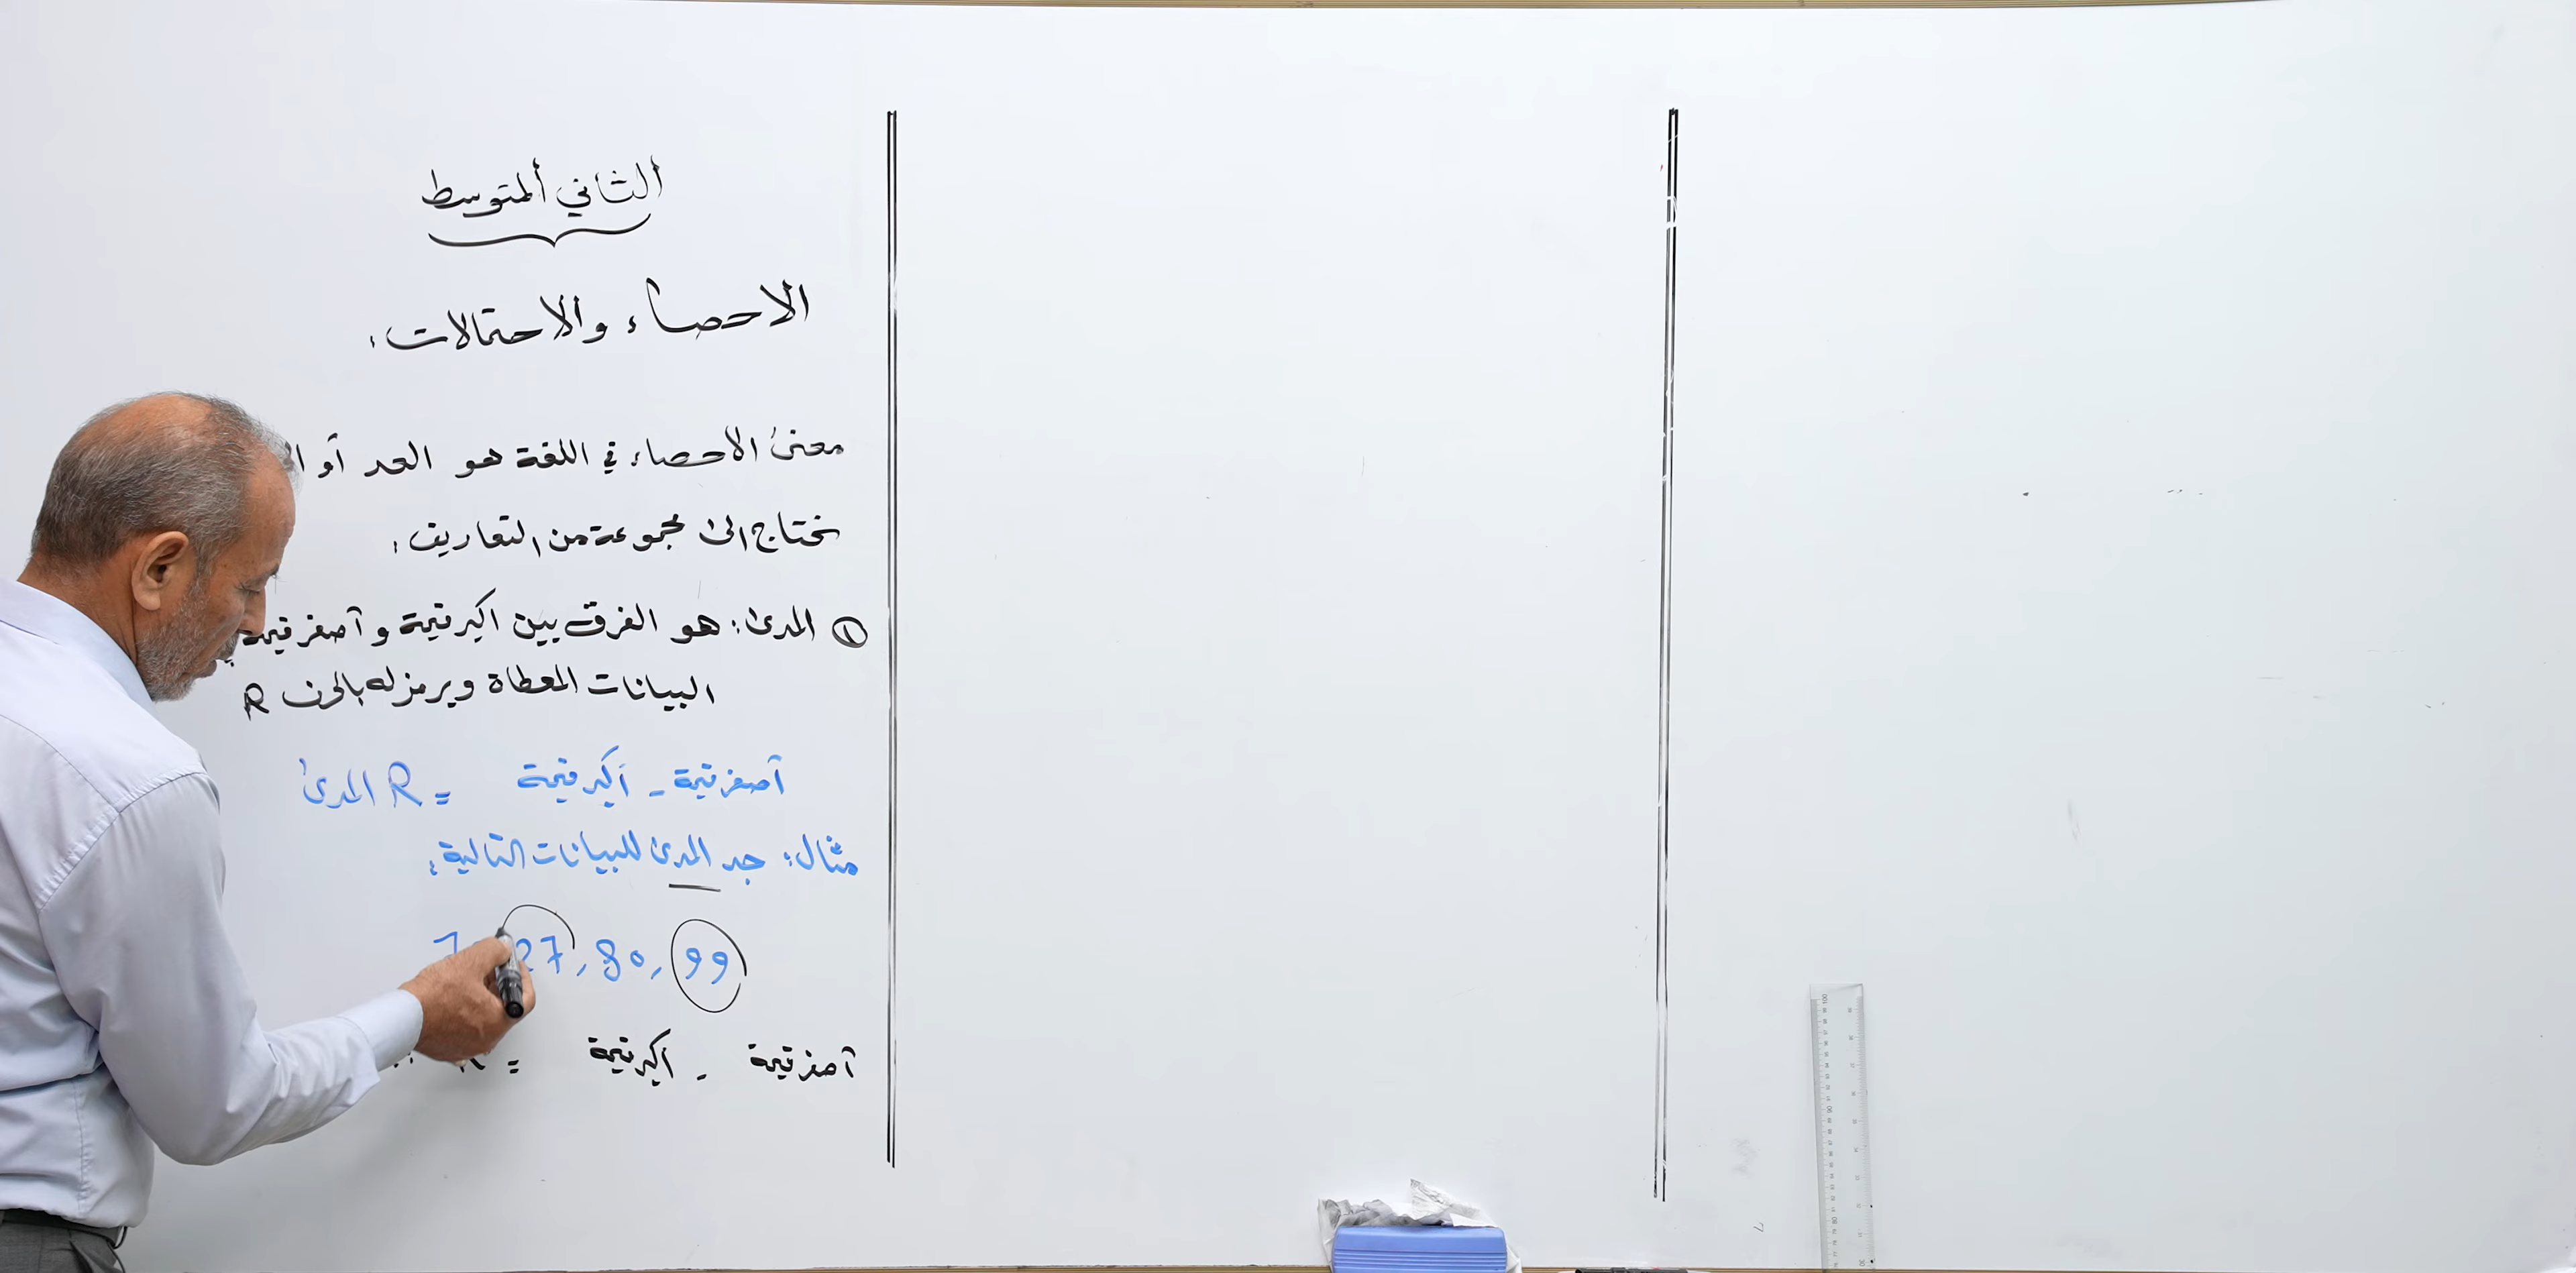 الثاني ألمتوسط
الاحصاء والاحتمالات:
معنىٰ الاحصاء في اللغة هو العد أو
نحتاج الىٰ مجموعة من التعاريف:
① المدىٰ: هو الفرق بين اكبر قيمة و أصغر قيمة
البيانات المعطاة ويرمز له بالحرف R
المدىٰ R = أكبر قيمة - أصغر قيمة
مثال: جد المدىٰ للبيانات التالية:
27, 80, 99
= اكبر قيمة - أصغر قيمة